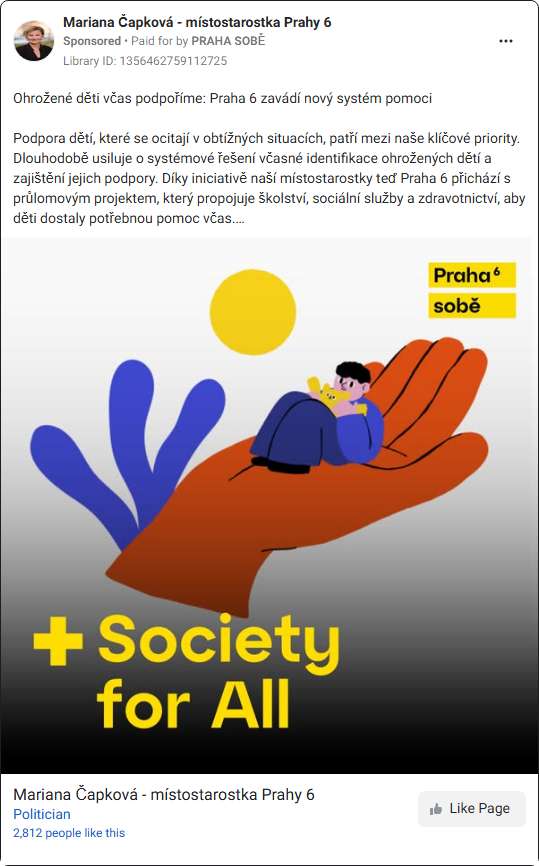 Mariana Čapková - místostarostka Prahy 6
Sponsored • Paid for by PRAHA SOBĚ
Library ID: 1356462759112725
Ohrožené děti včas podpoříme: Praha 6 zavádí nový systém pomoci
Podpora dětí, které se ocitají v obtížných situacích, patří mezi naše klíčové priority.
Dlouhodobě usiluje o systémové řešení včasné identifikace ohrožených dětí a
zajištění jejich podpory. Díky iniciativě naší místostarostky teď Praha 6 přichází s
průlomovým projektem, který propojuje školství, sociální služby a zdravotnictví, aby
děti dostaly potřebnou pomoc včas....
Praha 6
sobě
+ Society
for All
Mariana Čapková - místostarostka Prahy 6
Politician
2,812 people like this
Like Page